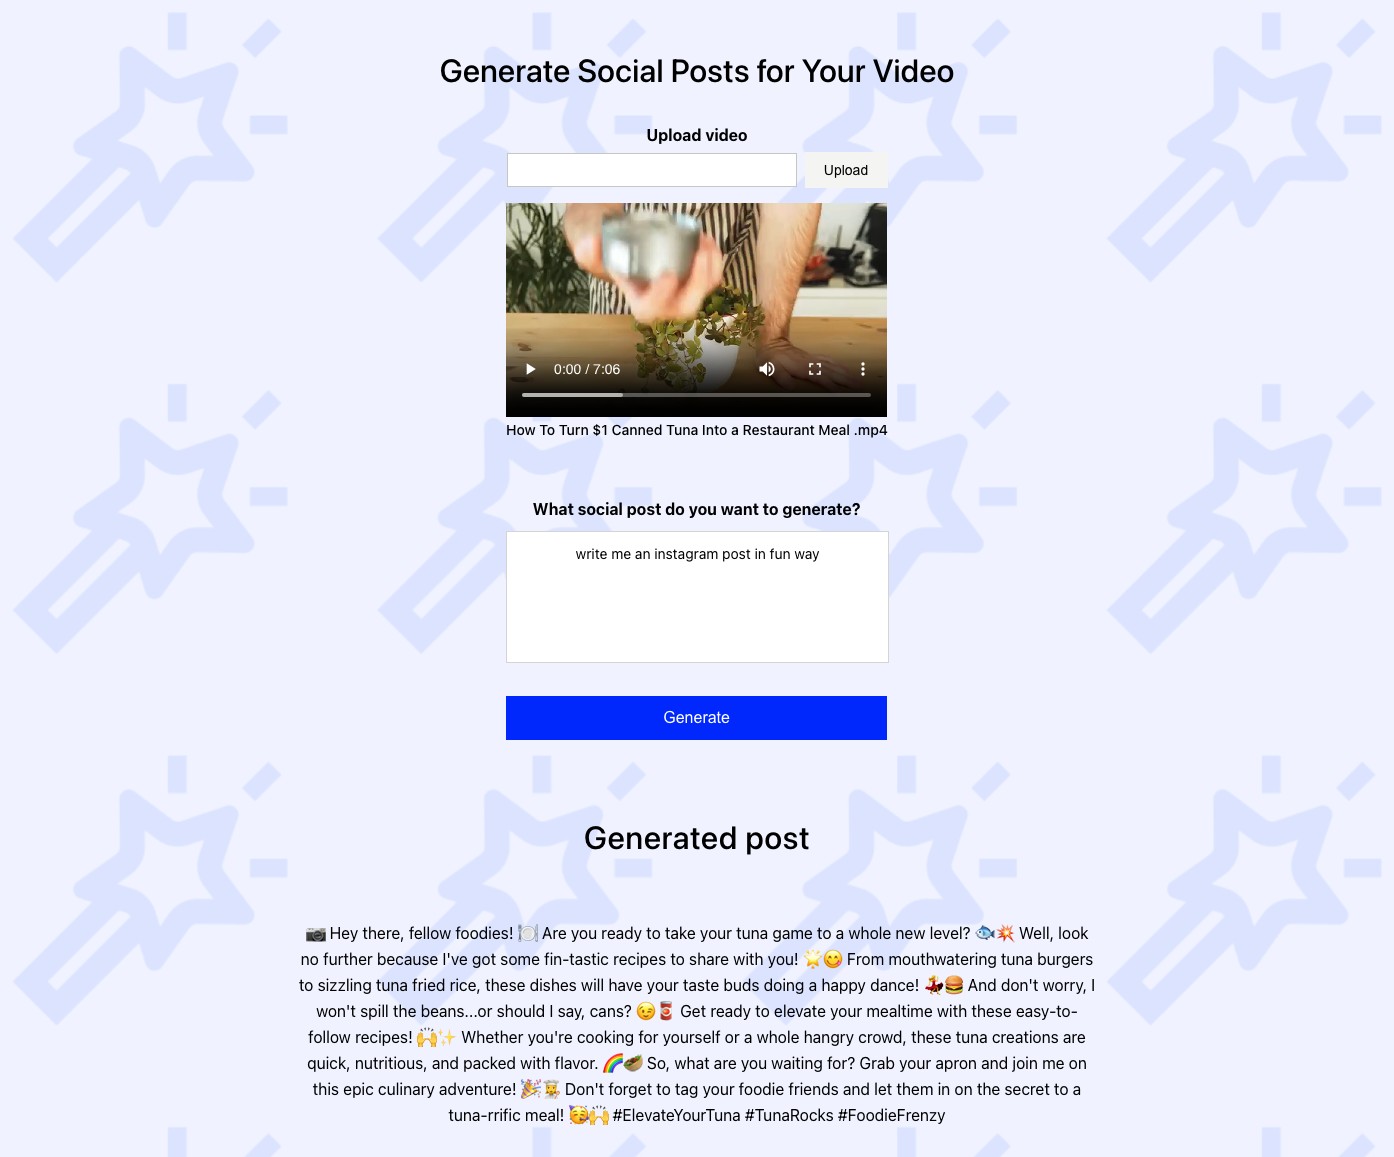 Generate Social Posts for Your Video
Upload video
Upload
0:00 / 7:06
How To Turn $1 Canned Tuna Into a Restaurant Meal .mp4
What social post do you want to generate?
write me an instagram post in fun way
Generate
Generated post
📷 Hey there, fellow foodies! 🍽️ Are you ready to take your tuna game to a whole new level? 🐟💥 Well, look
no further because I've got some fin-tastic recipes to share with you! 🌟😋 From mouthwatering tuna burgers
to sizzling tuna fried rice, these dishes will have your taste buds doing a happy dance! 💃🍔 And don't worry, I
won't spill the beans...or should I say, cans? 😉🥫 Get ready to elevate your mealtime with these easy-to-
follow recipes! 🙌✨ Whether you're cooking for yourself or a whole hangry crowd, these tuna creations are
quick, nutritious, and packed with flavor. 🌈🥙 So, what are you waiting for? Grab your apron and join me on
this epic culinary adventure! 🎉👩‍🍳 Don't forget to tag your foodie friends and let them in on the secret to a
tuna-rrific meal! 🥳🙌 #ElevateYourTuna #TunaRocks #FoodieFrenzy